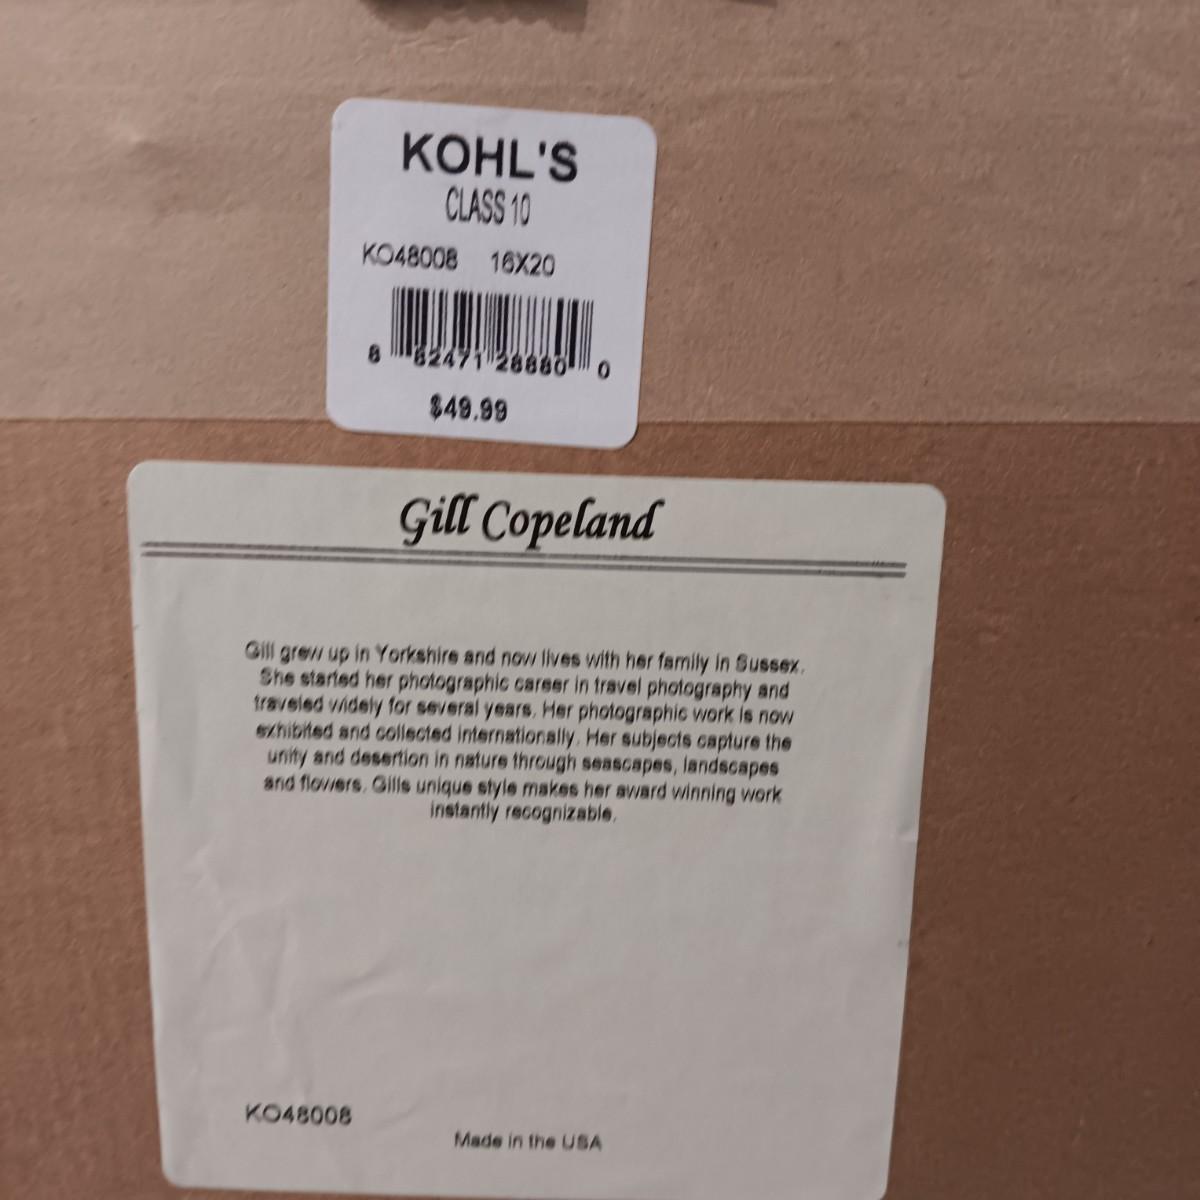 KOHL'S
CLASS 10
KO48008 16X20
8 82471 28880 0
$49.99
Gill Copeland
Gill grew up in Yorkshire and now lives with her family in Sussex.
She started her photographic career in travel photography and
traveled widely for several years. Her photographic work is now
exhibited and collected internationally. Her subjects capture the
unity and desertion in nature through seascapes, landscapes
and flowers. Gills unique style makes her award winning work
instantly recognizable.
KO48008
Made in the USA